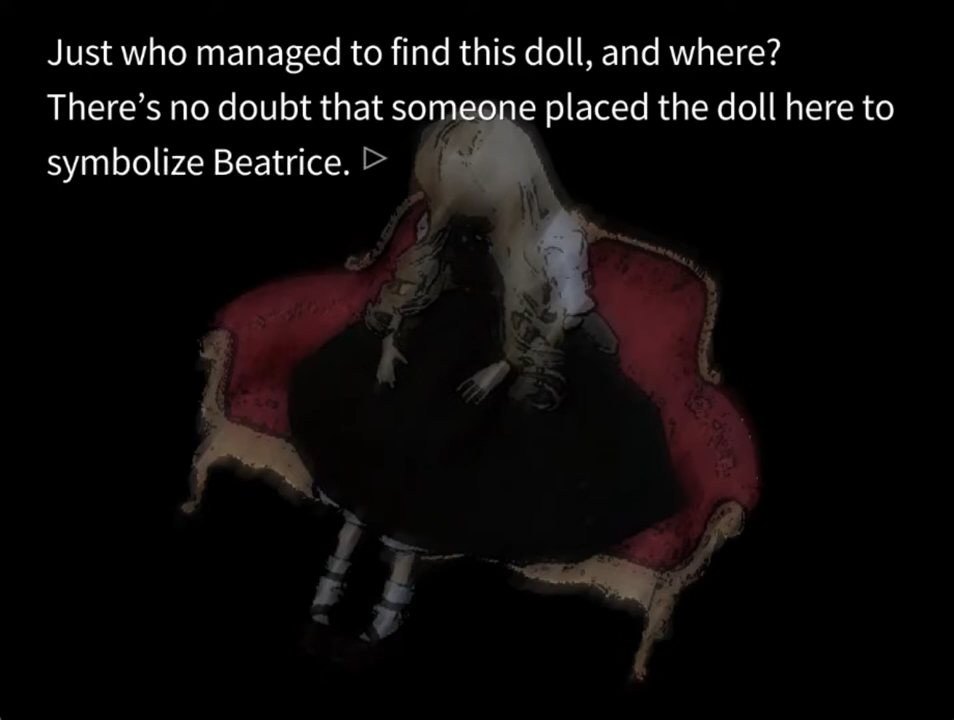 Just who managed to find this doll, and where?
There’s no doubt that someone placed the doll here to
symbolize Beatrice.